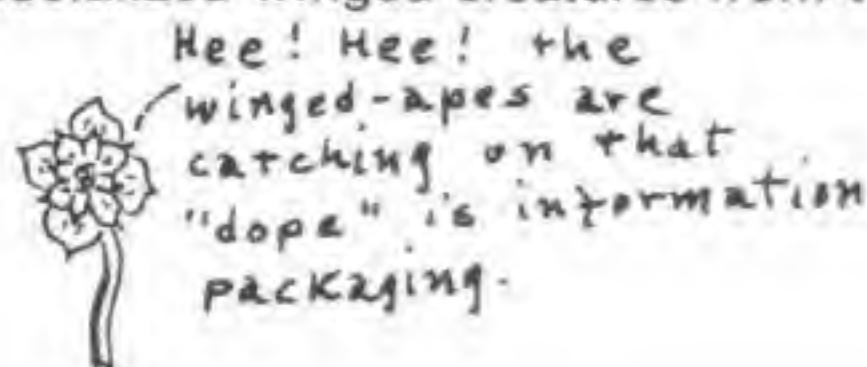 Hee! Hee! the
winged-apes are
catching on that
"dope" is information
packaging.